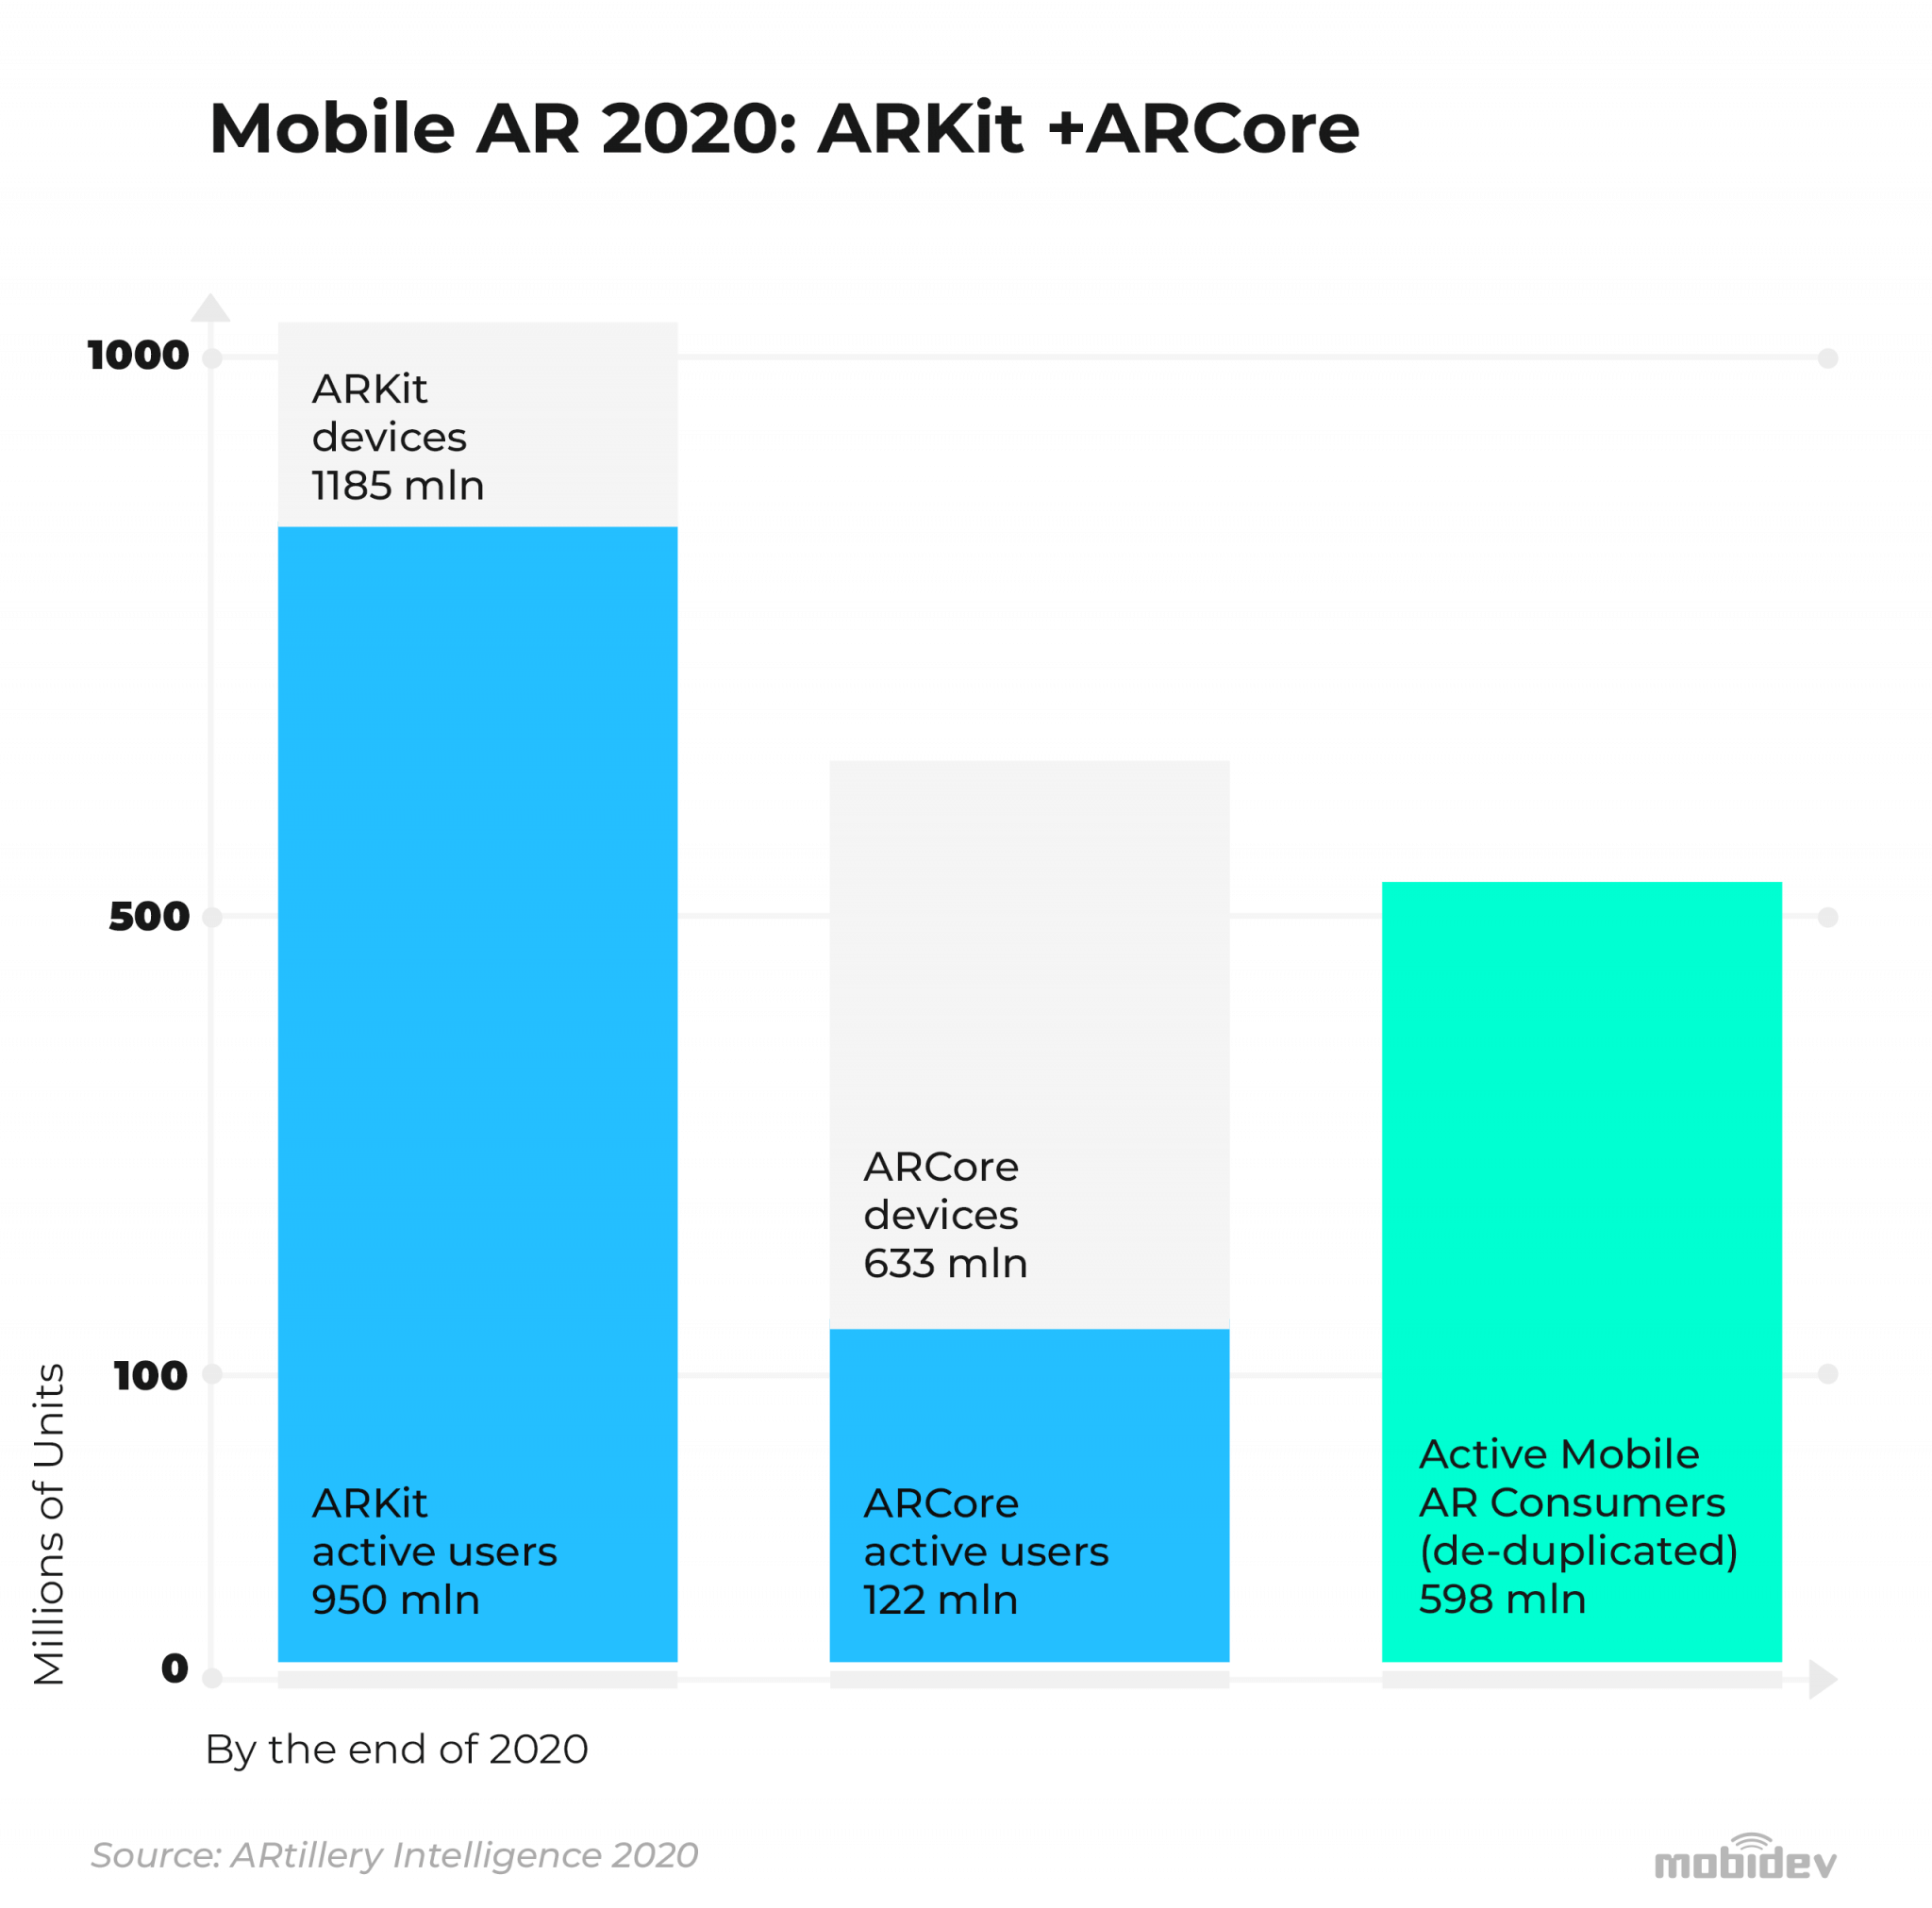 Mobile AR 2020: ARKit +ARCore
1000
500
100
0
Millions of Units
ARKit
devices
1185 mln
ARKit
active users
950 mln
ARCore
devices
633 mln
ARCore
active users
122 mln
Active Mobile
AR Consumers
(de-duplicated)
598 mln
By the end of 2020
Source: ARtillery Intelligence 2020
mobidev